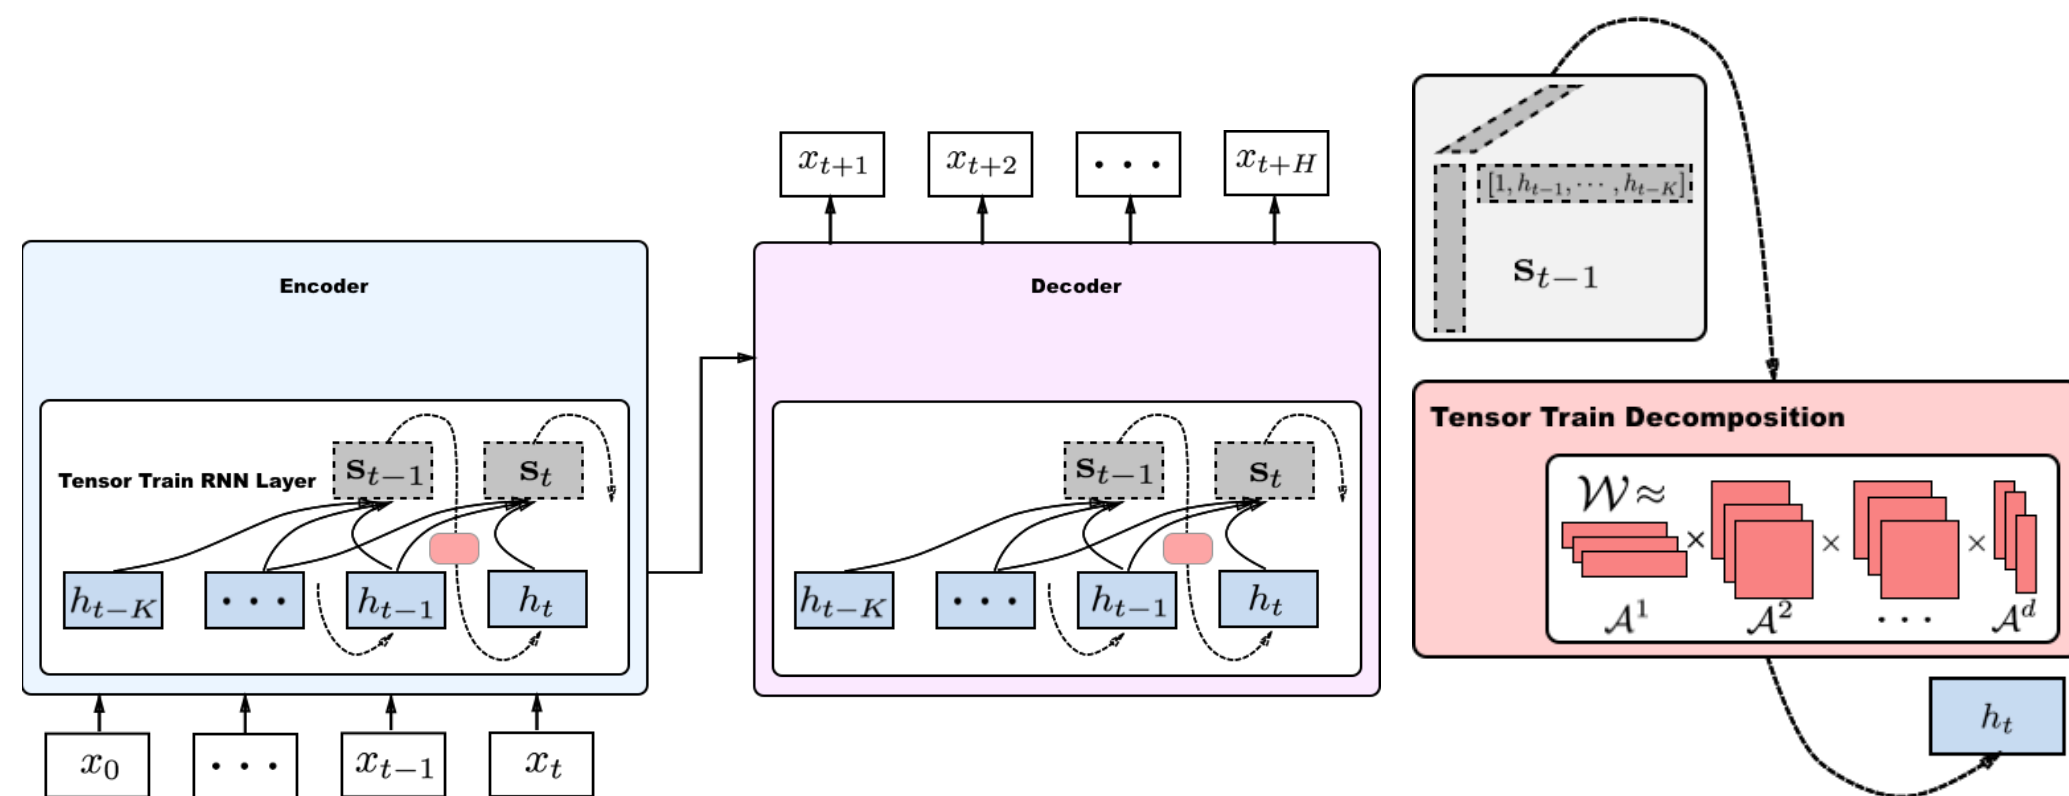 Encoder
Tensor Train RNN Layer
s_{t-1}
s_t
h_{t-K}
···
h_{t-1}
h_t
x_0
···
x_{t-1}
x_t
x_{t+1}
x_{t+2}
···
x_{t+H}
Decoder
s_{t-1}
s_t
h_{t-K}
···
h_{t-1}
h_t
[1, h_{t-1}, ··· , h_{t-K}]
s_{t-1}
Tensor Train Decomposition
𝒲 ≈
× × ×
𝒜^1 𝒜^2 ··· 𝒜^d
h_t